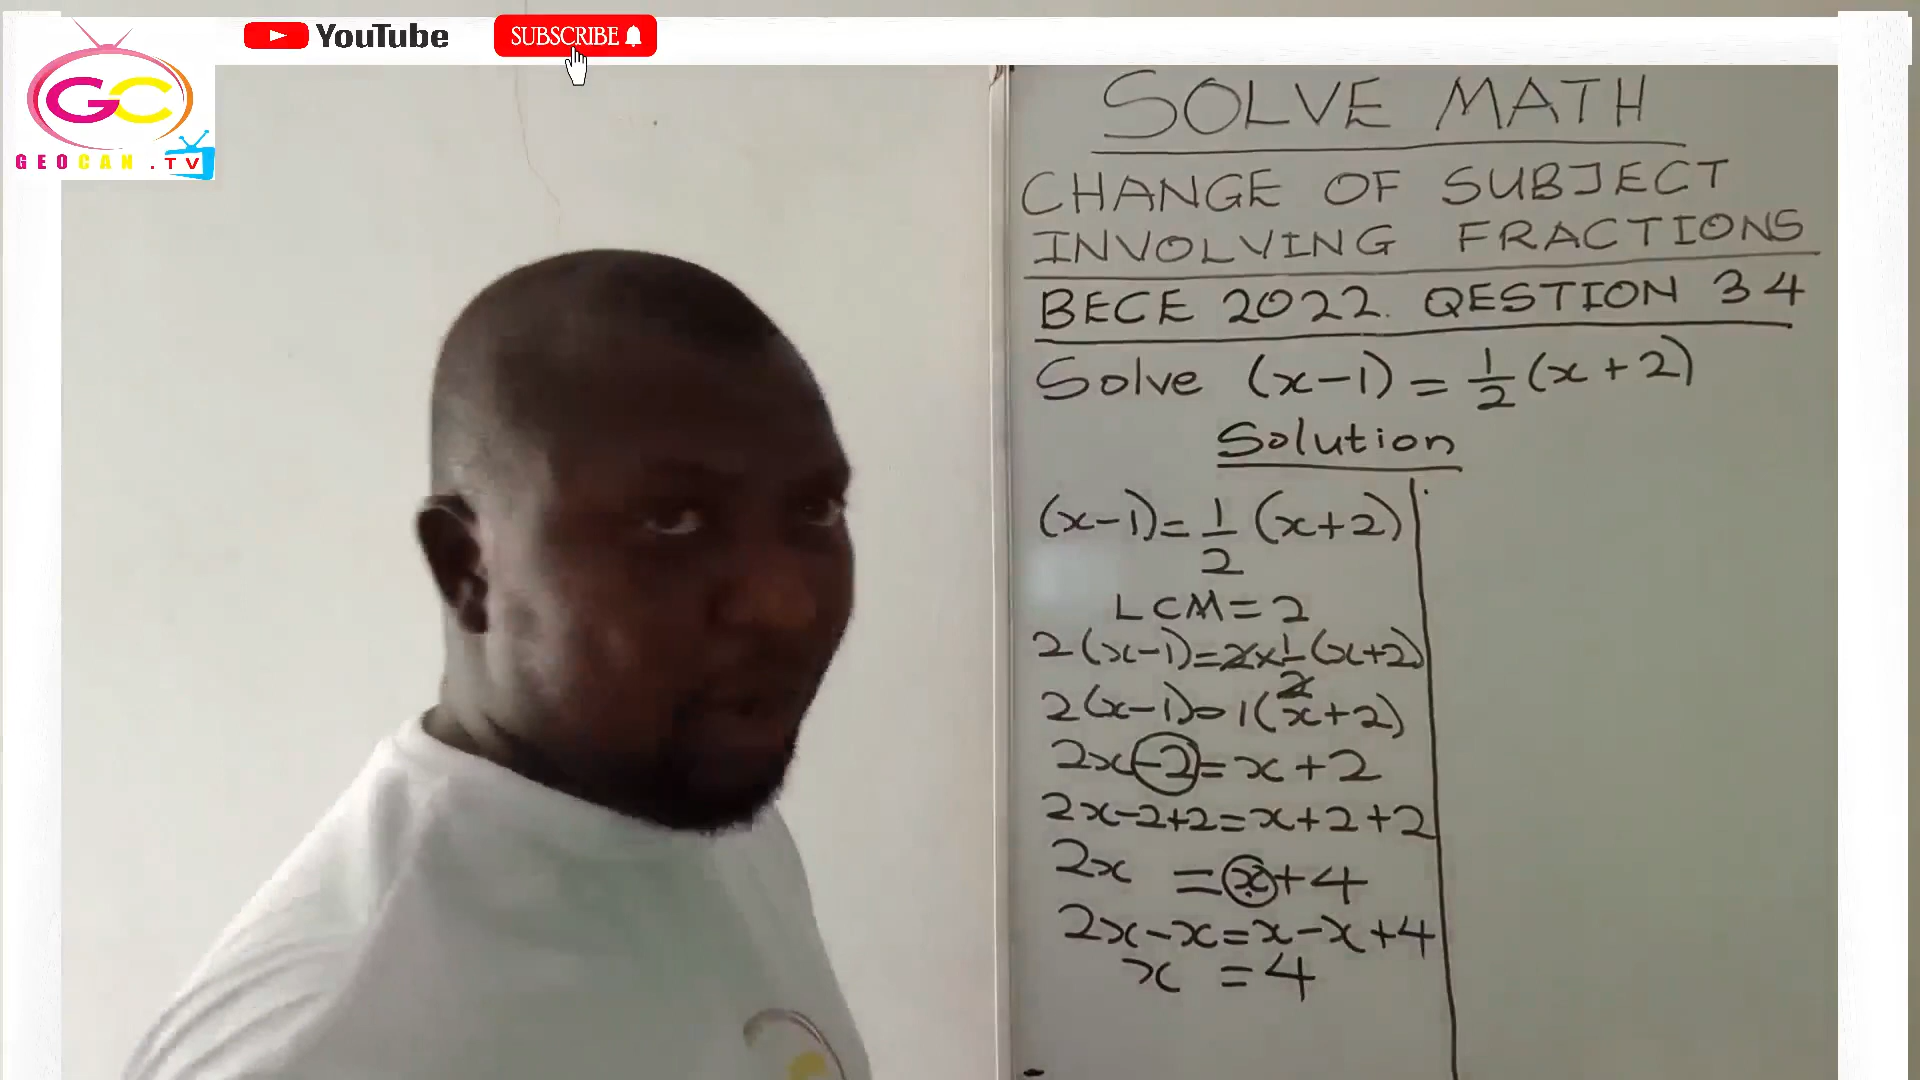 YouTube SUBSCRIBE
GC
GEOCAN.TV
SOLVE MATH
CHANGE OF SUBJECT
INVOLVING FRACTIONS
BECE 2022. QESTION 34
Solve (x-1) = 1/2 (x+2)
Solution
(x-1) = 1/2 (x+2)
LCM = 2
2(x-1) = 2x 1/2 (x+2)
2(x-1) = 1(x+2)
2x-2 = x+2
2x-2+2 = x+2+2
2x = x+4
2x-x = x-x+4
x = 4